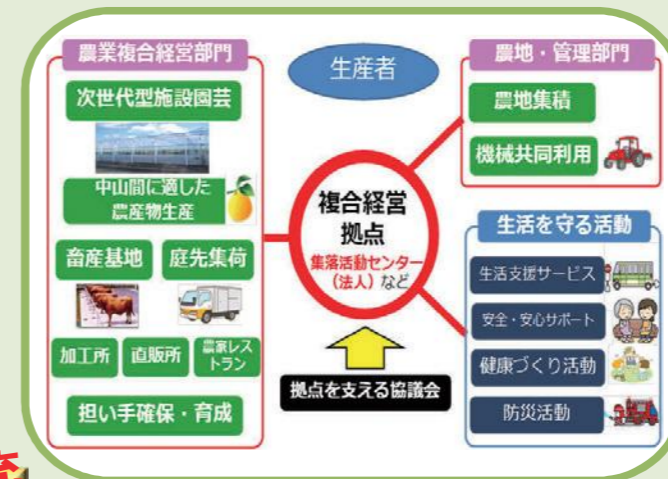 農業複合経営部門
次世代型施設園芸
中山間に適した
農産物生産
畜産基地
庭先集荷
加工所
直販所
農家レス
トラン
担い手確保・育成
生産者
複合経営
拠点
集落活動センター
(法人)など
拠点を支える協議会
農地・管理部門
農地集積
機械共同利用
生活を守る活動
生活支援サービス
安全・安心サポート
健康づくり活動
防災活動